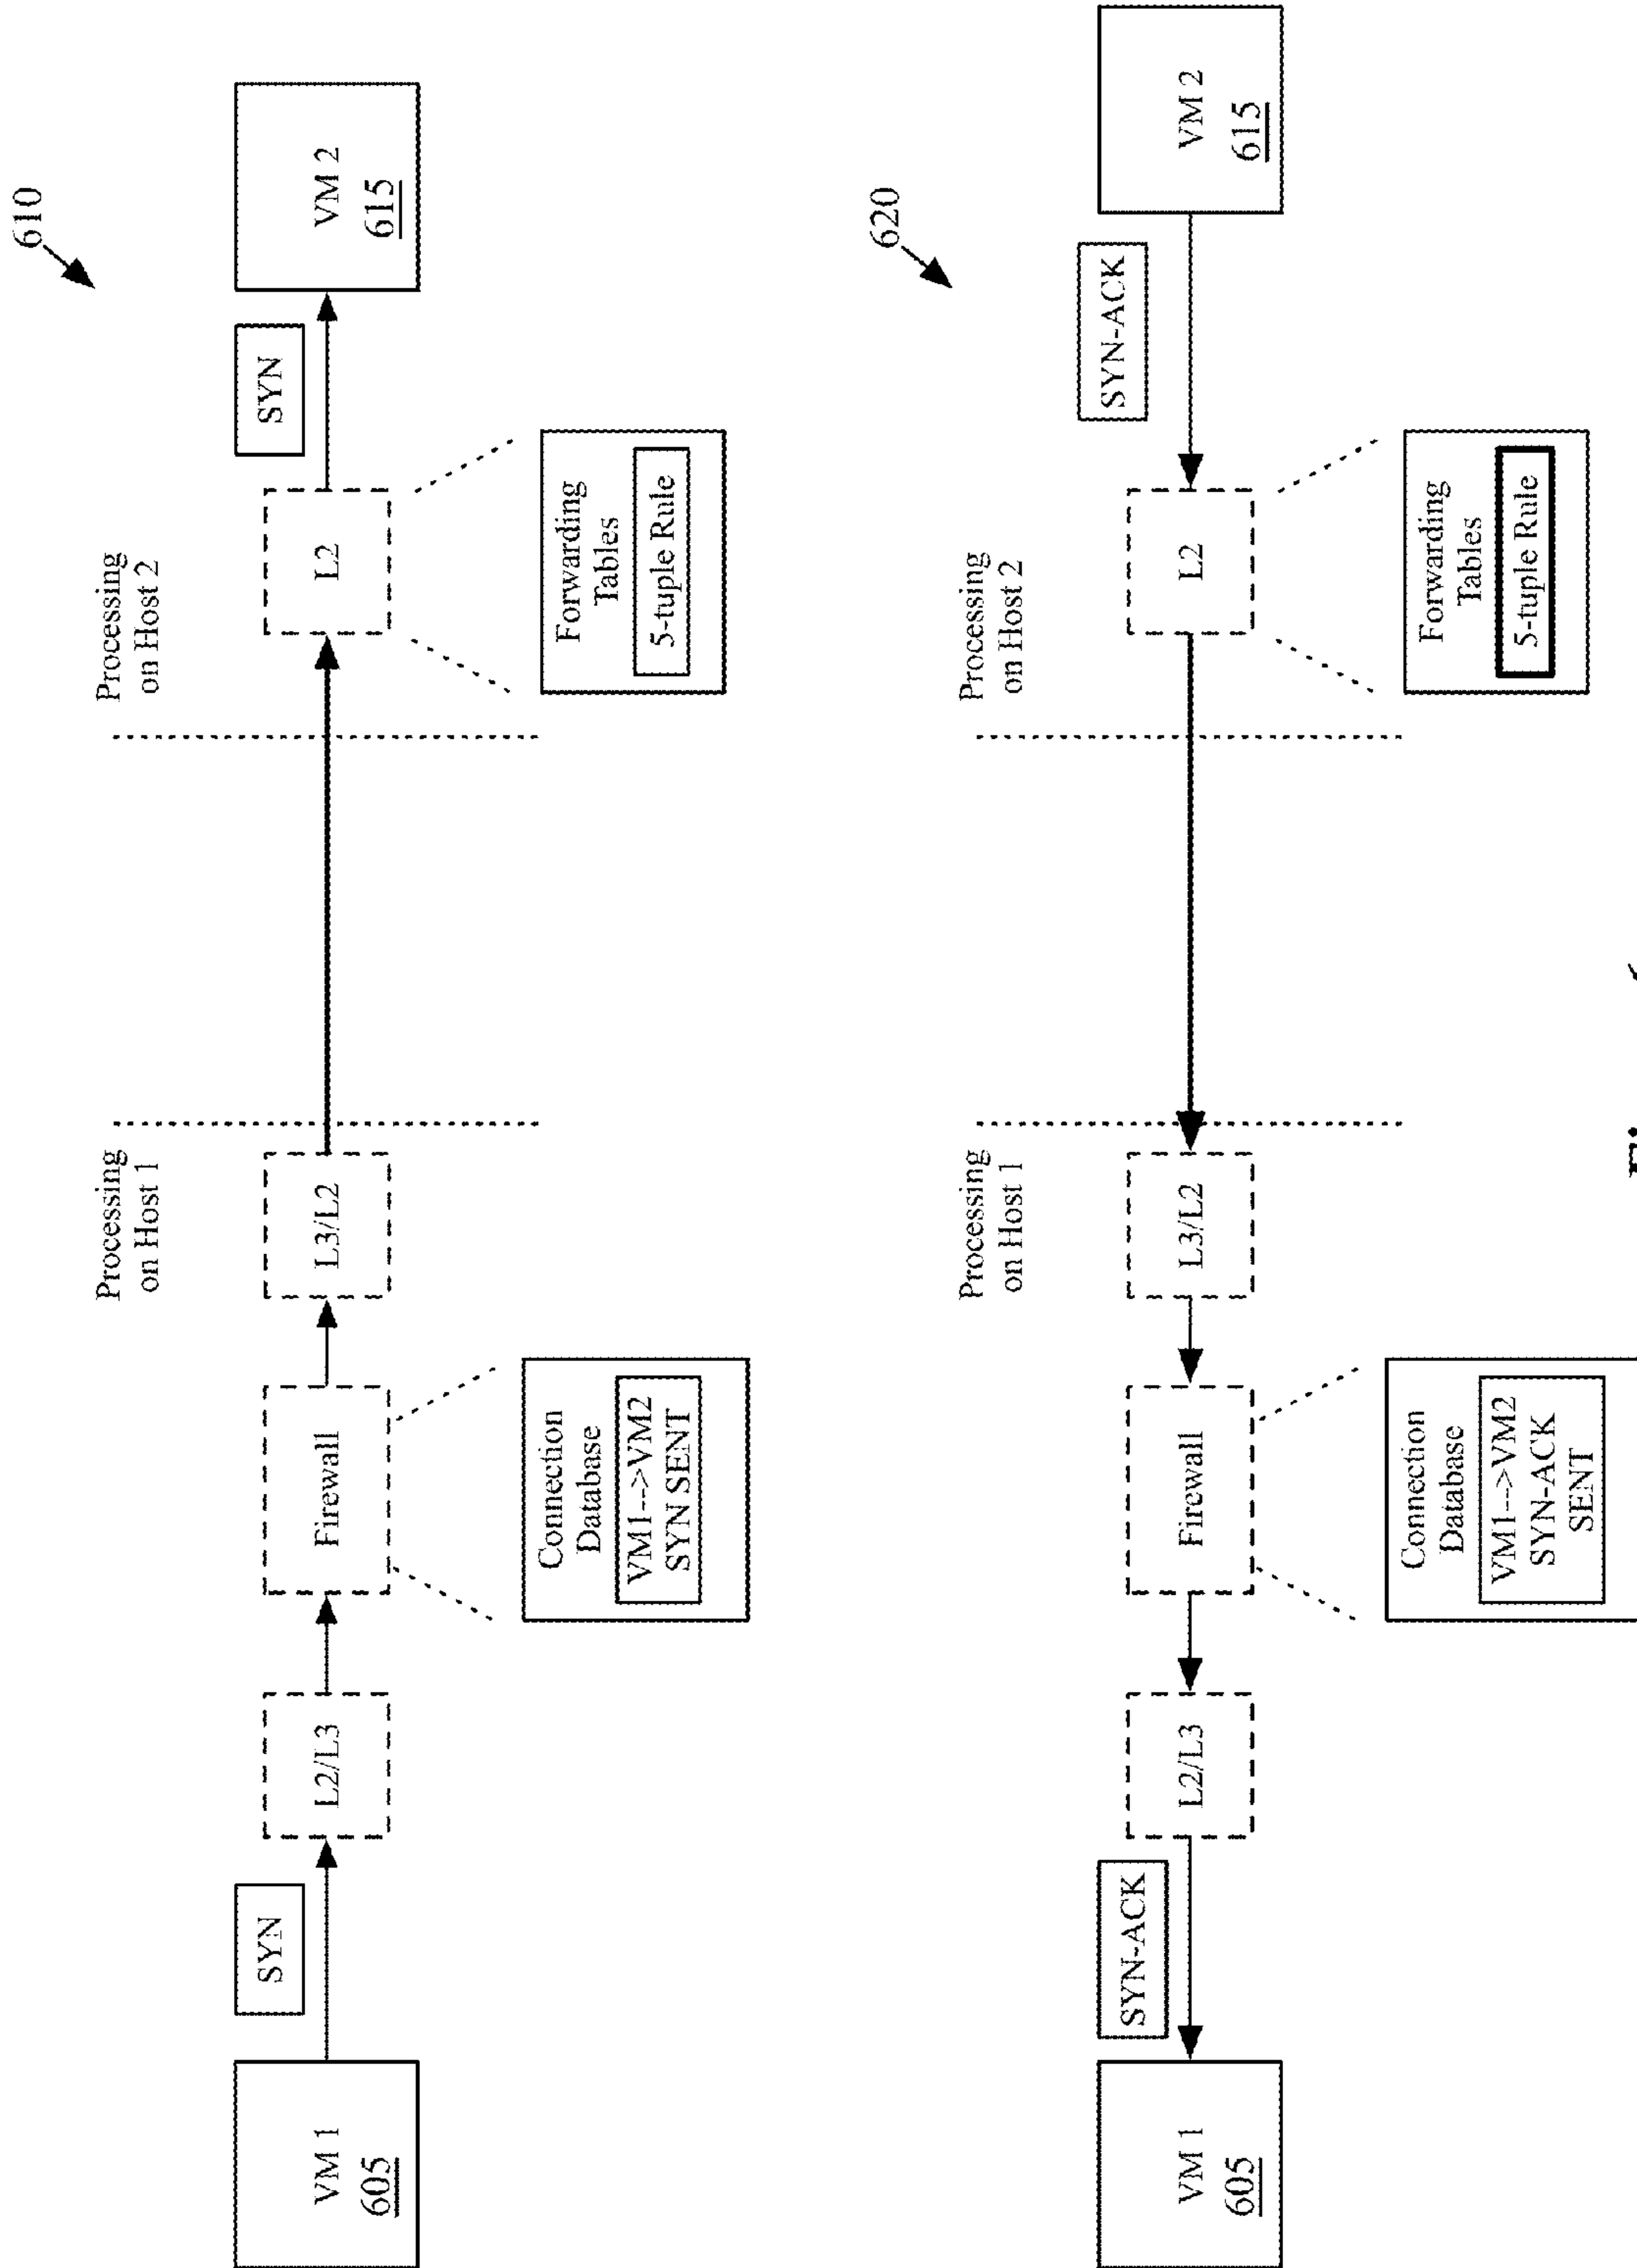 610
Processing
on Host 1
Processing
on Host 2
VM 1
605
SYN
L2/L3
Firewall
L3/L2
L2
SYN
VM 2
615
Connection
Database
VM1-->VM2
SYN SENT
Forwarding
Tables
5-tuple Rule
620
Processing
on Host 1
Processing
on Host 2
VM 1
605
SYN-ACK
L2/L3
Firewall
L3/L2
L2
SYN-ACK
VM 2
615
Connection
Database
VM1-->VM2
SYN-ACK
SENT
Forwarding
Tables
5-tuple Rule